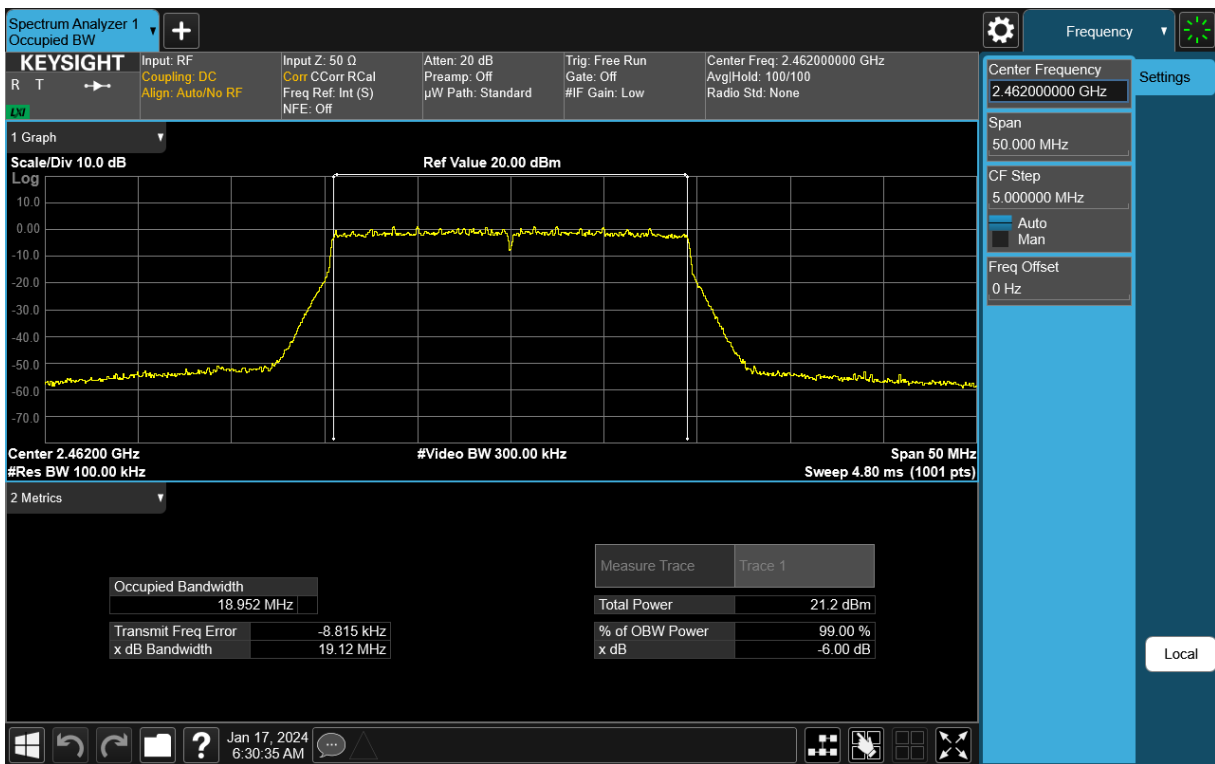 Spectrum Analyzer 1
Occupied BW
Frequency
KEYSIGHT
R T
LXI
Input: RF
Coupling: DC
Align: Auto/No RF
Input Z: 50 Ω
Corr CCorr RCal
Freq Ref: Int (S)
NFE: Off
Atten: 20 dB
Preamp: Off
µW Path: Standard
Trig: Free Run
Gate: Off
#IF Gain: Low
Center Freq: 2.462000000 GHz
Avg|Hold: 100/100
Radio Std: None
Center Frequency
2.462000000 GHz
Settings
Span
50.000 MHz
CF Step
5.000000 MHz
Auto
Man
Freq Offset
0 Hz
Local
1 Graph
Scale/Div 10.0 dB
Ref Value 20.00 dBm
Log
10.0
0.00
-10.0
-20.0
-30.0
-40.0
-50.0
-60.0
-70.0
Center 2.46200 GHz
#Video BW 300.00 kHz
Span 50 MHz
#Res BW 100.00 kHz
Sweep 4.80 ms (1001 pts)
2 Metrics
Measure Trace
Trace 1
Occupied Bandwidth
18.952 MHz
Total Power 21.2 dBm
Transmit Freq Error -8.815 kHz
% of OBW Power 99.00 %
x dB Bandwidth 19.12 MHz
x dB -6.00 dB
Jan 17, 2024
6:30:35 AM